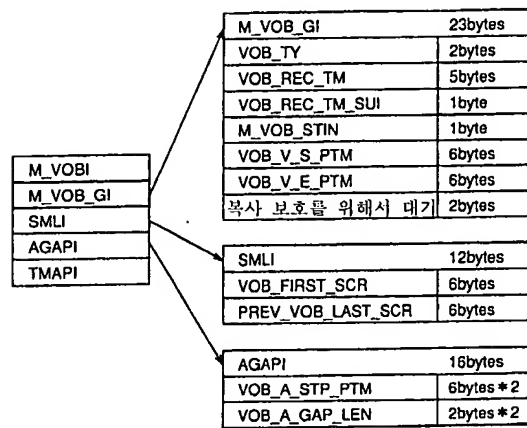 M_VOB_GI 23bytes
VOB_TY 2bytes
VOB_REC_TM 5bytes
VOB_REC_TM_SUI 1byte
M_VOB_STIN 1byte
VOB_V_S_PTM 6bytes
VOB_V_E_PTM 6bytes
복사 보호를 위해서 대기 2bytes
M_VOBI
M_VOB_GI
SMLI
AGAPI
TMAPI
SMLI 12bytes
VOB_FIRST_SCR 6bytes
PREV_VOB_LAST_SCR 6bytes
AGAPI 16bytes
VOB_A_STP_PTM 6bytes*2
VOB_A_GAP_LEN 2bytes*2